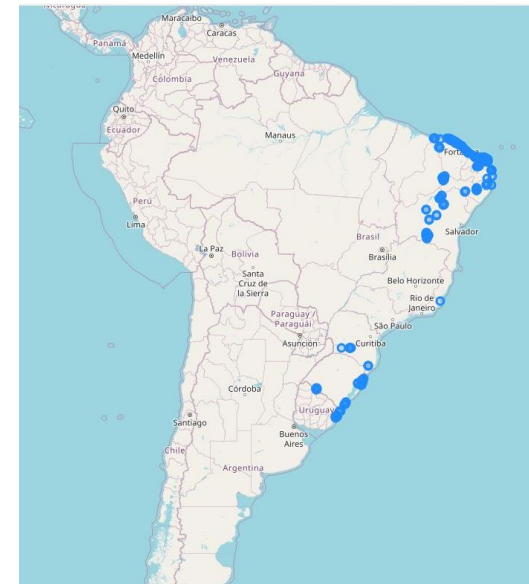 Nicaragua
Maracaibo
Caracas
Panamá
Medellín
Venezuela
Guyana
Colombia
Quito
Ecuador
Manaus
Perú
Lima
Brasil
Salvador
La Paz
Bolivia
Brasília
Santa
Cruz de
la Sierra
Belo Horizonte
Rio de
Janeiro
Paraguay /
Paraguái
São Paulo
Asunción
Curitiba
Córdoba
Uruguay
Santiago
Buenos
Aires
Chile
Argentina